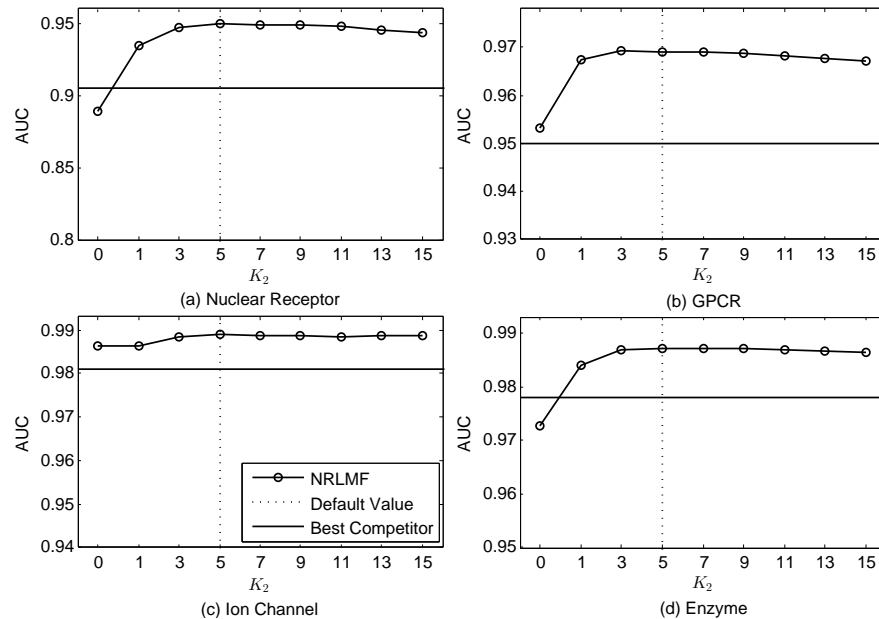 0.95
0.9
0.85
0.8
AUC
0 1 3 5 7 9 11 13 15
K2
(a) Nuclear Receptor
0.97
0.96
0.95
0.94
0.93
AUC
0 1 3 5 7 9 11 13 15
K2
(b) GPCR
0.99
0.98
0.97
0.96
0.95
0.94
AUC
NRLMF
Default Value
Best Competitor
0 1 3 5 7 9 11 13 15
K2
(c) Ion Channel
0.99
0.98
0.97
0.96
0.95
AUC
0 1 3 5 7 9 11 13 15
K2
(d) Enzyme